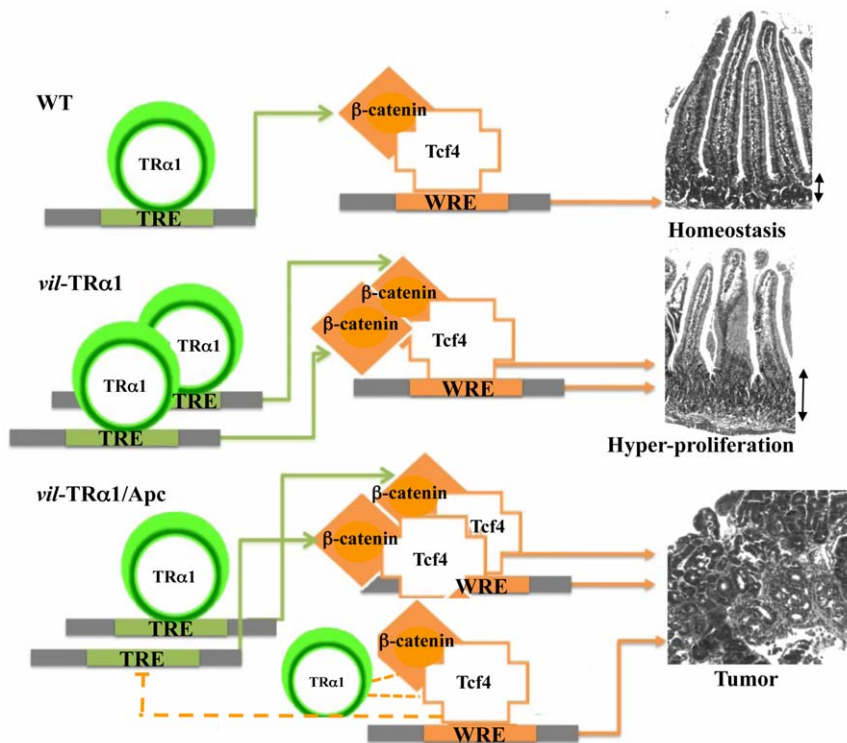 WT
TRα1
TRE
β-catenin
Tcf4
WRE
Homeostasis
vil-TRα1
TRα1
TRα1
TRE
TRE
β-catenin
β-catenin
Tcf4
WRE
Hyper-proliferation
vil-TRα1/Apc
TRα1
TRE
TRE
β-catenin
β-catenin
Tcf4
Tcf4
WRE
TRα1
β-catenin
Tcf4
WRE
Tumor